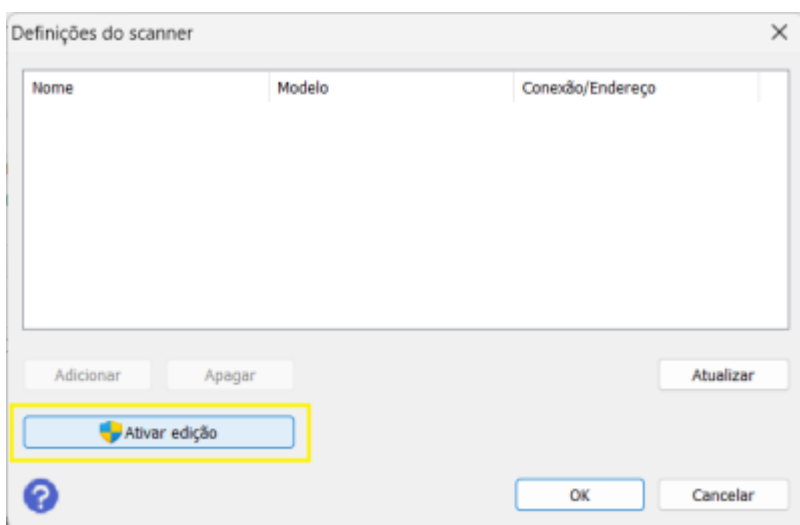 Definições do scanner
Nome Modelo Conexão/Endereço
Adicionar Apagar Atualizar
Ativar edição
? OK Cancelar